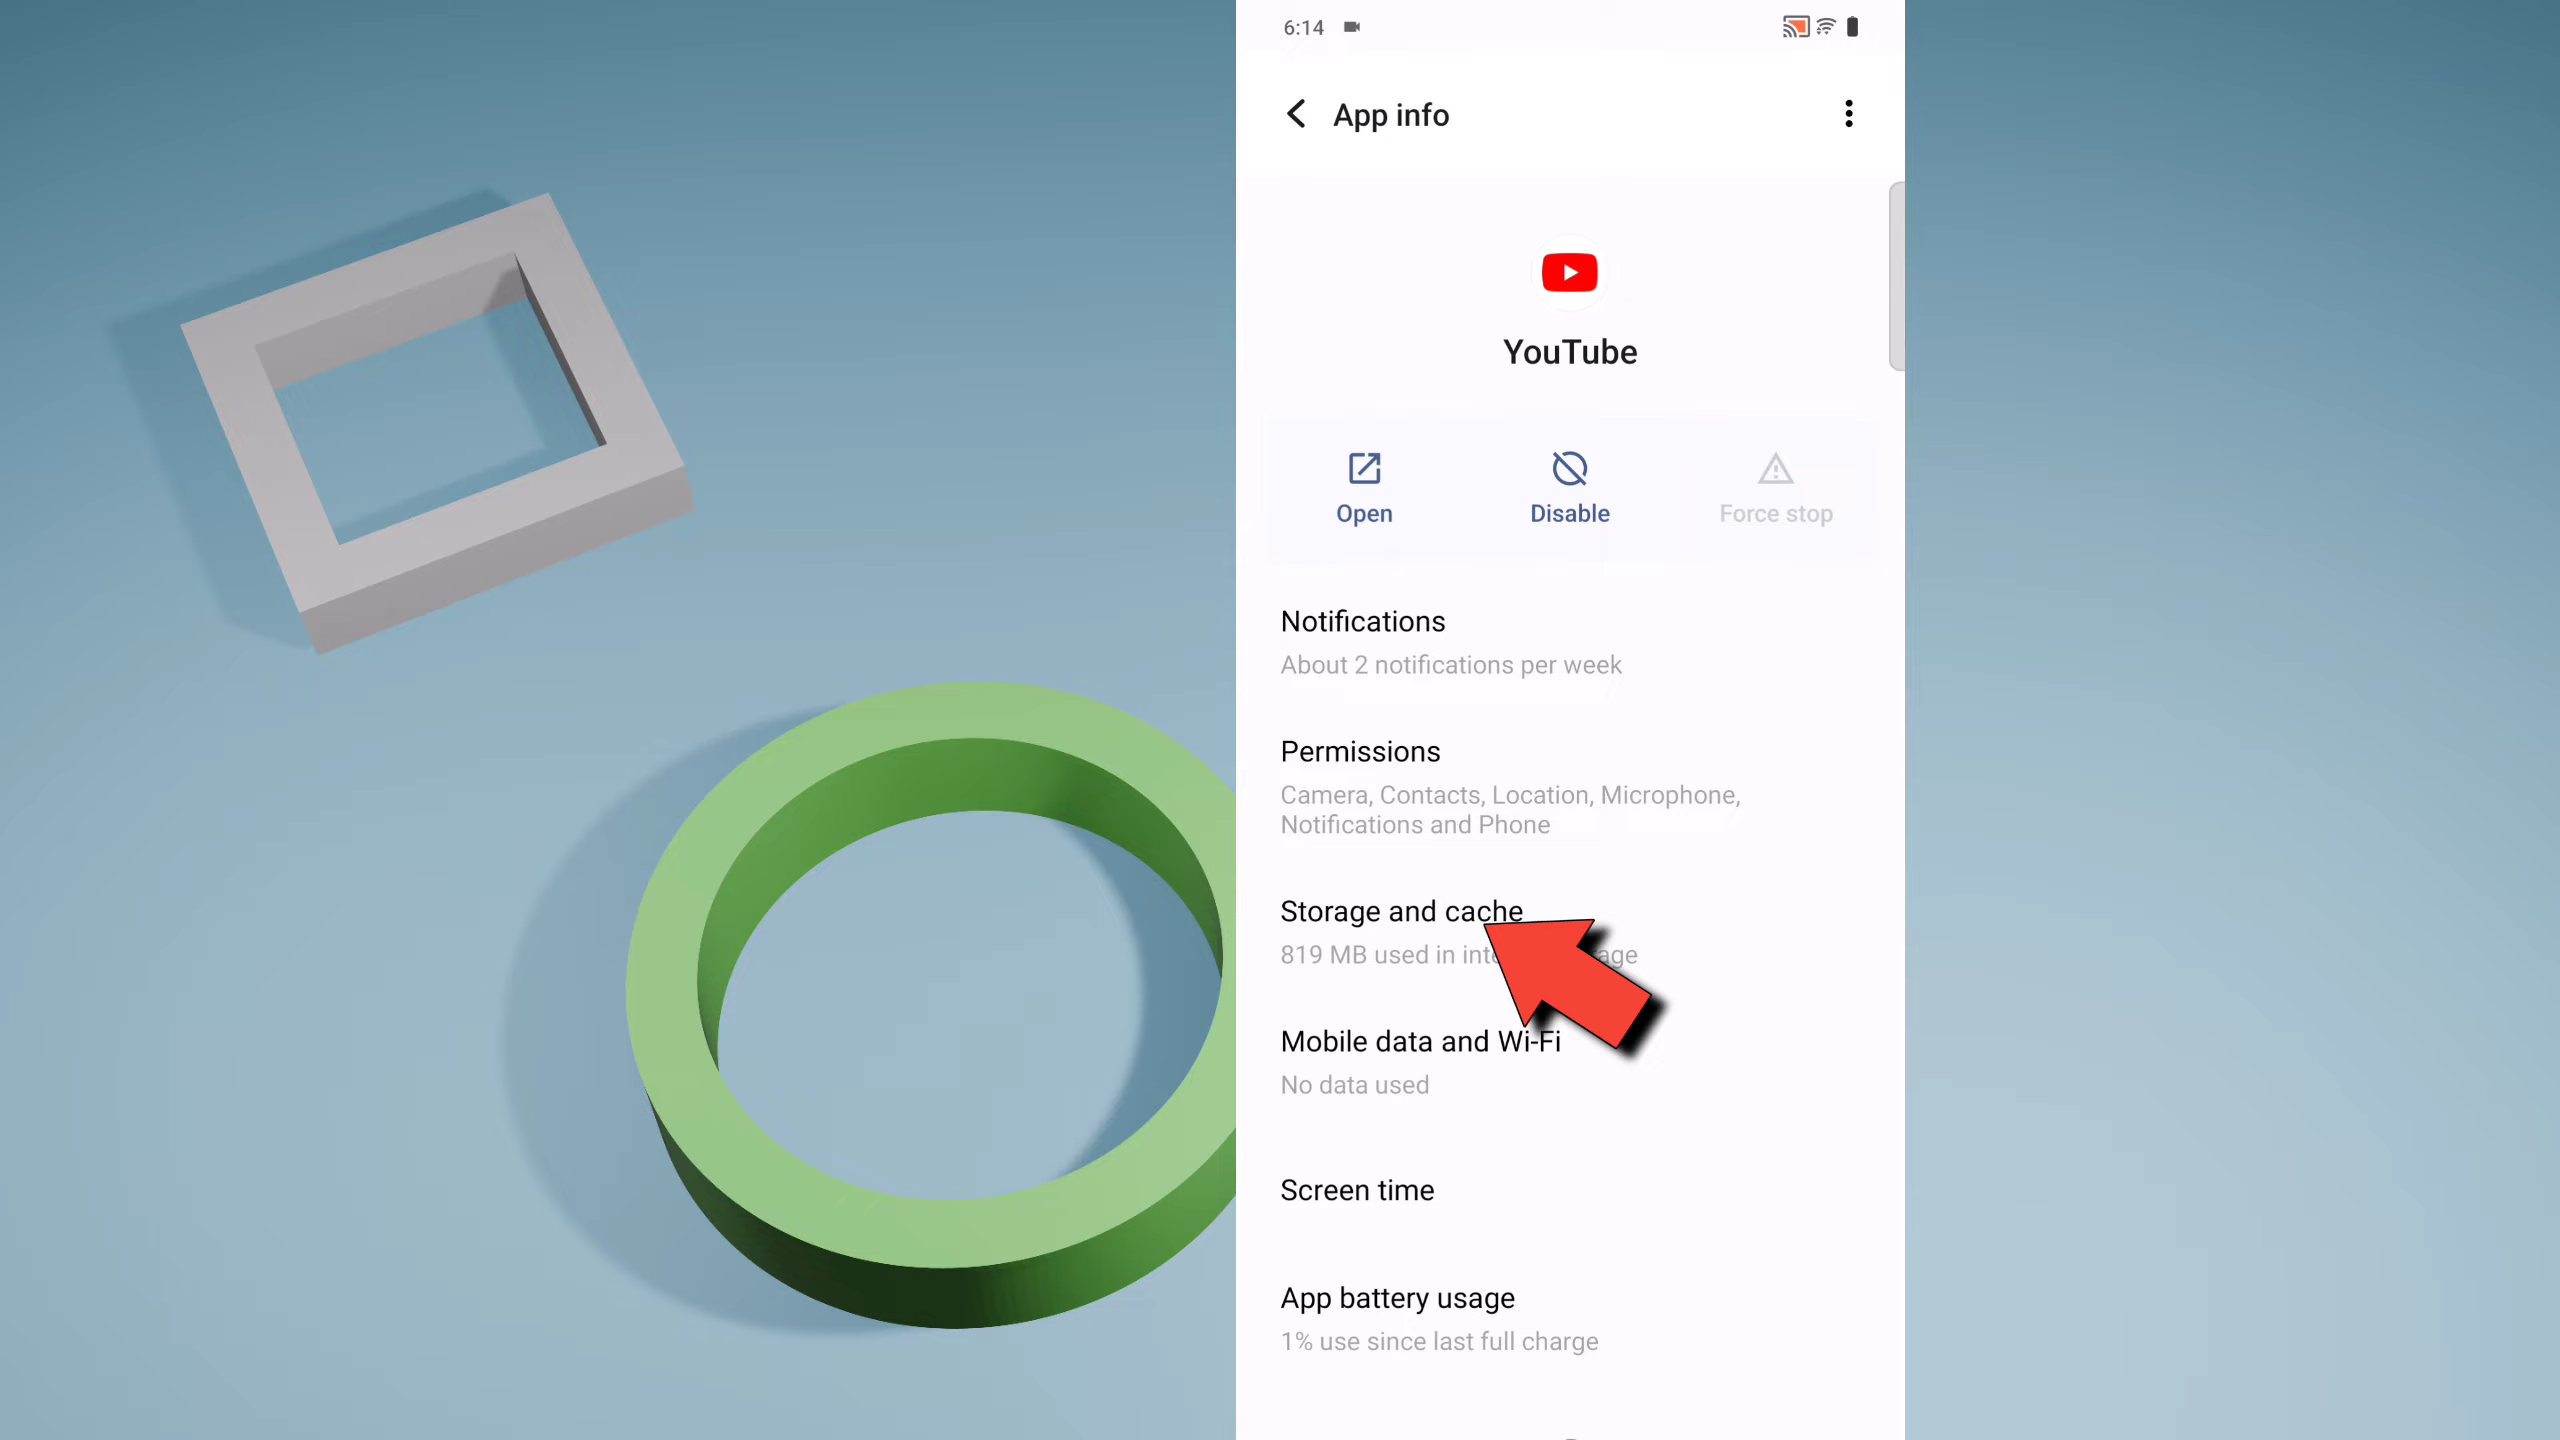 6:14
App info
YouTube
Open
Disable
Force stop
Notifications
About 2 notifications per week
Permissions
Camera, Contacts, Location, Microphone,
Notifications and Phone
Storage and cache
819 MB used in
Mobile data and Wi-Fi
No data used
Screen time
App battery usage
1% use since last full charge